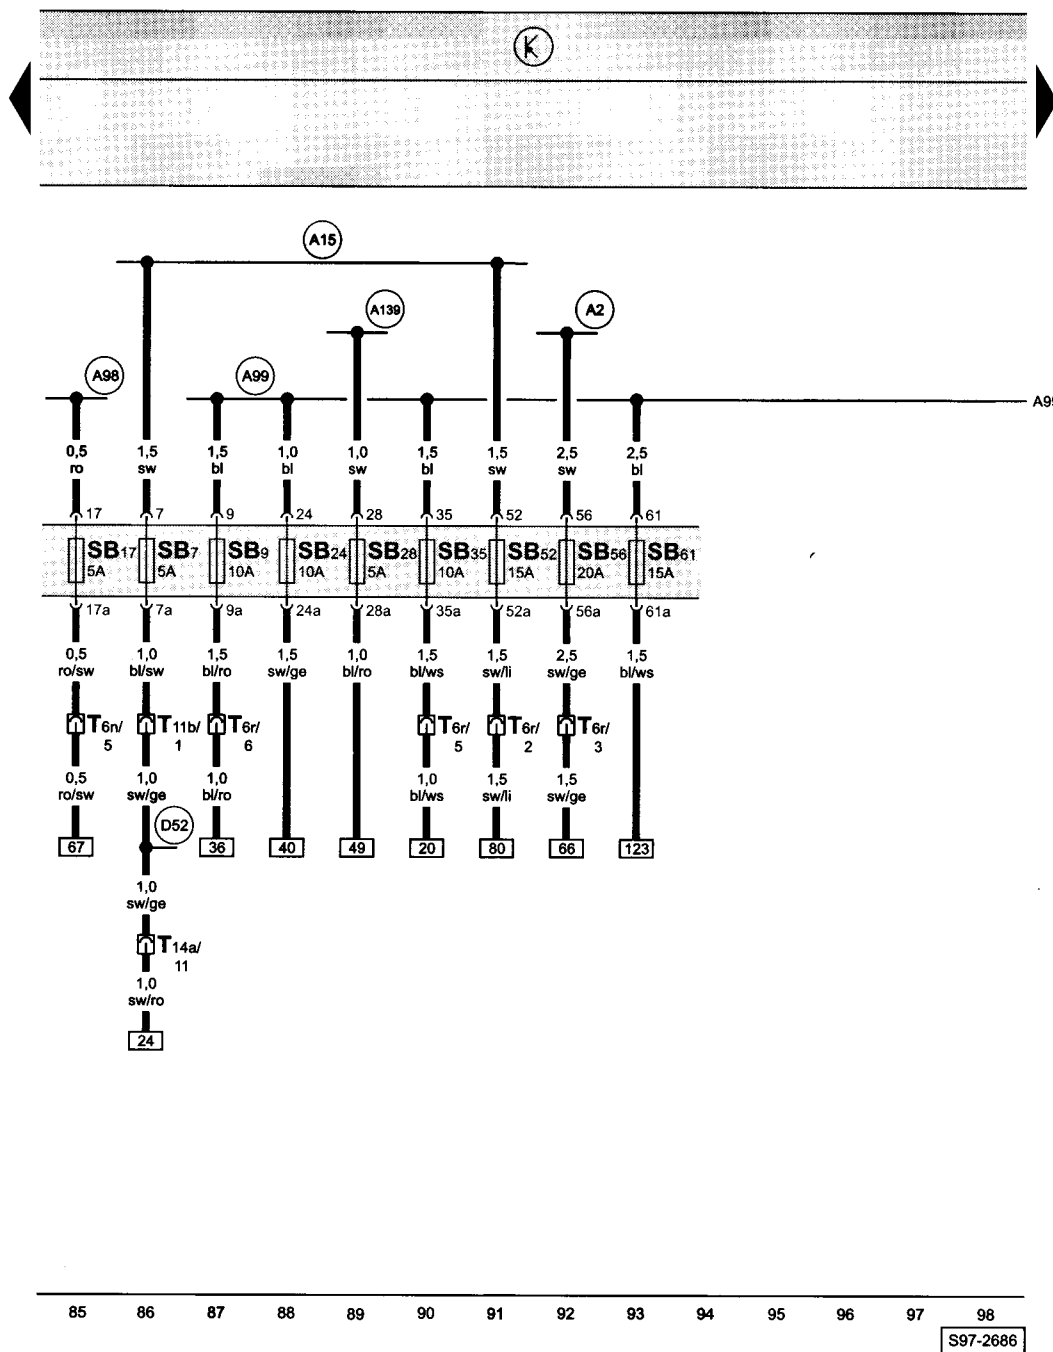 K
A15
A139 A2
A98 A99
A95
0,5 1,5 1,5 1,0 1,0 1,5 1,5 2,5 2,5
ro sw bl bl sw bl sw sw bl
17 7 9 24 28 35 52 56 61
SB17 SB7 SB9 SB24 SB28 SB35 SB52 SB56 SB61
5A 5A 10A 10A 5A 10A 15A 20A 15A
17a 7a 9a 24a 28a 35a 52a 56a 61a
0,5 1,0 1,5 1,5 1,0 1,5 1,5 2,5 1,5
ro/sw bl/sw bl/ro sw/ge bl/ro bl/ws sw/li sw/ge bl/ws
T6n/ T11b/ T6r/ T6r/ T6r/ T6r/
5 1 6 5 2 3
0,5 1,0 1,0 1,0 1,5 1,5
ro/sw sw/ge bl/ro bl/ws sw/li sw/ge
D52
67 36 40 49 20 80 66 123
1,0
sw/ge
T14a/
11
1,0
sw/ro
24
85 86 87 88 89 90 91 92 93 94 95 96 97 98
S97-2686